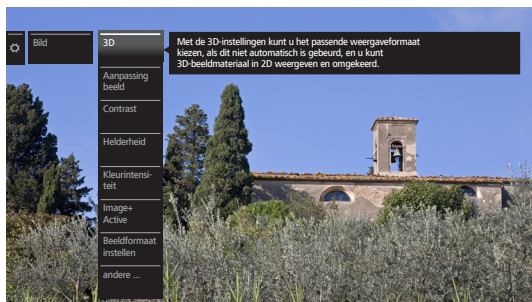 Bild
3D
Met de 3D-instellingen kunt u het passende weergaveformaat
kiezen, als dit niet automatisch is gebeurd, en u kunt
3D-beeldmateriaal in 2D weergeven en omgekeerd.
Aanpassing
beeld
Contrast
Helderheid
Kleurintensi-
teit
Image+
Active
Beeldformaat
instellen
andere ...